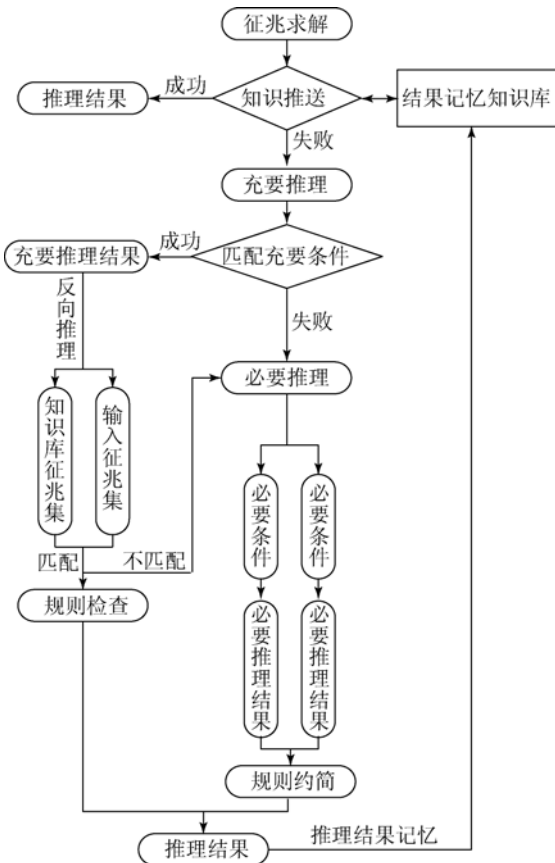 征兆求解
成功
推理结果
知识推送
结果记忆知识库
失败
充要推理
成功
充要推理结果
匹配充要条件
反向推理
失败
必要推理
知识库征兆集
输入征兆集
必要条件
必要条件
匹配
不匹配
规则检查
必要推理结果
必要推理结果
规则约简
推理结果
推理结果记忆